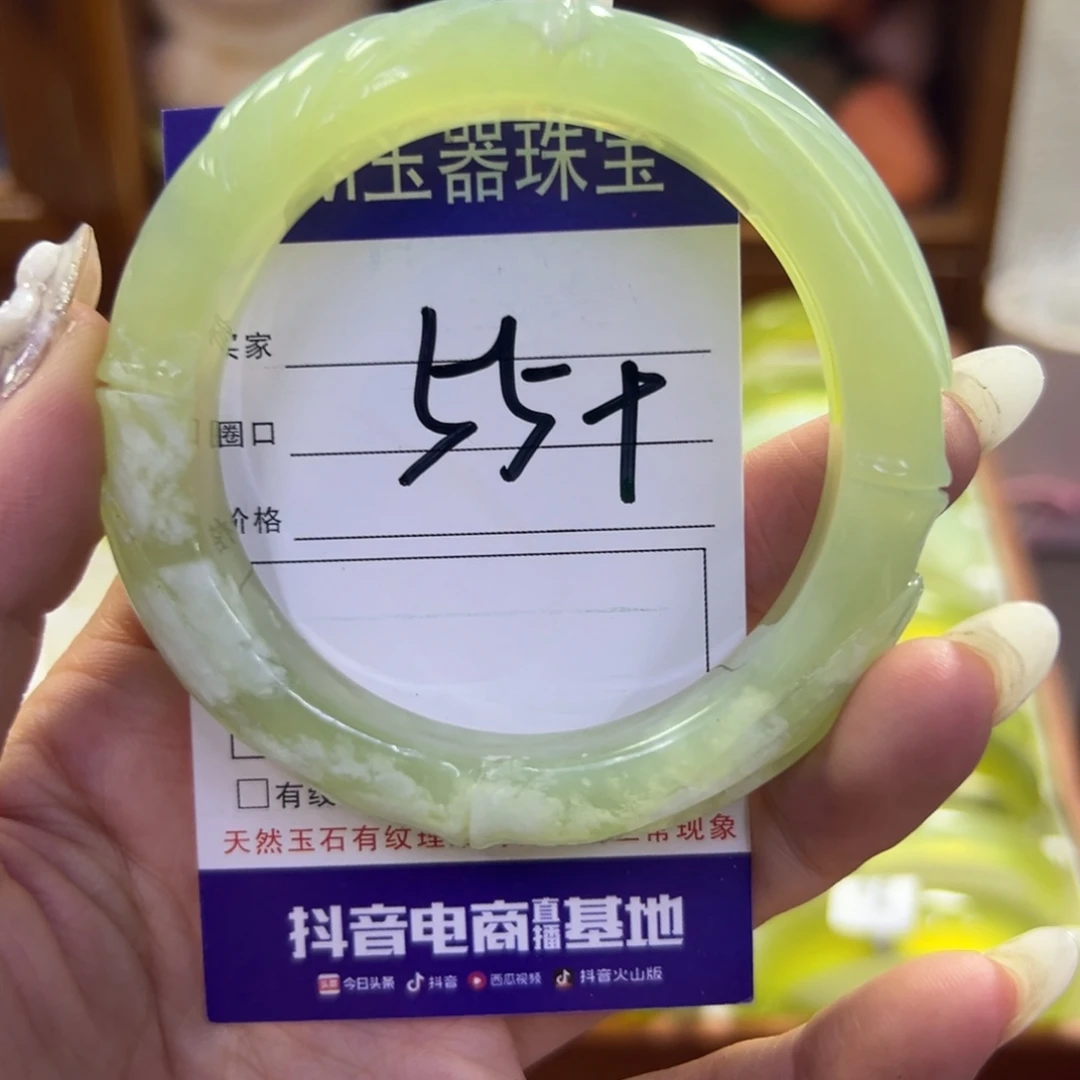 玉器珠宝
买家
圈口
55+
价格
有纹
天然玉石有纹理 常现象
抖音电商直播基地
今日头条 抖音 西瓜视频 抖音火山版